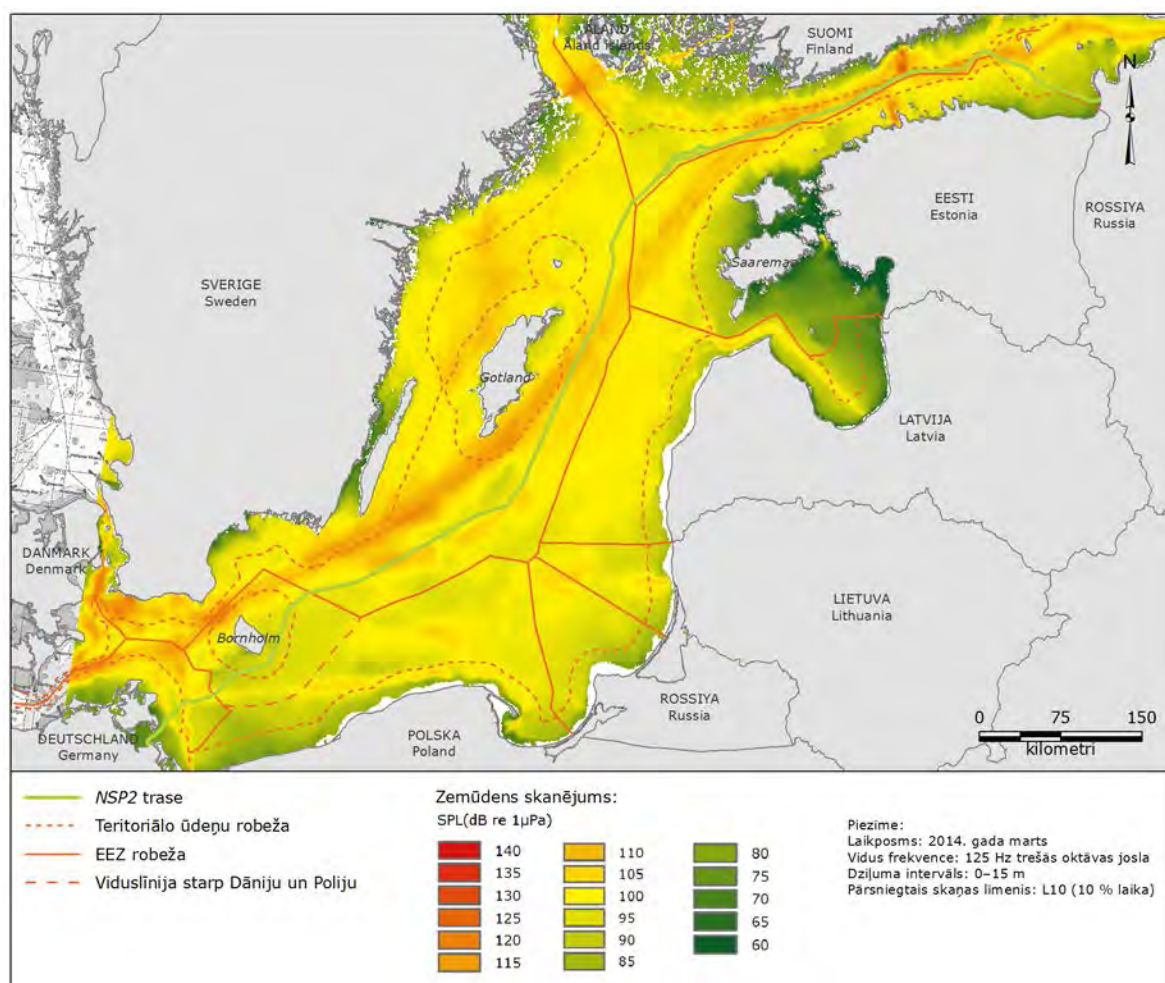 ÅLAND
Åland islands
SUOMI
Finland
N
EESTI
Estonia
ROSSIYA
Russia
SVERIGE
Sweden
Saaremaa
Gotland
LATVIJA
Latvia
DANMARK
Denmark
LIETUVA
Lithuania
Bornholm
ROSSIYA
Russia
DEUTSCHLAND
Germany
POLSKA
Poland
0 75 150
kilometri
NSP2 trase
Teritoriālo ūdeņu robeža
EEZ robeža
Viduslīnija starp Dāniju un Poliju
Zemūdens skanējums:
SPL(dB re 1µPa)
140
135
130
125
120
115
110
105
100
95
90
85
80
75
70
65
60
Piezīme:
Laikposms: 2014. gada marts
Vidus frekvence: 125 Hz trešās oktāvas josla
Dziļuma intervāls: 0–15 m
Pārsniegtais skaņas līmenis: L10 (10 % laika)